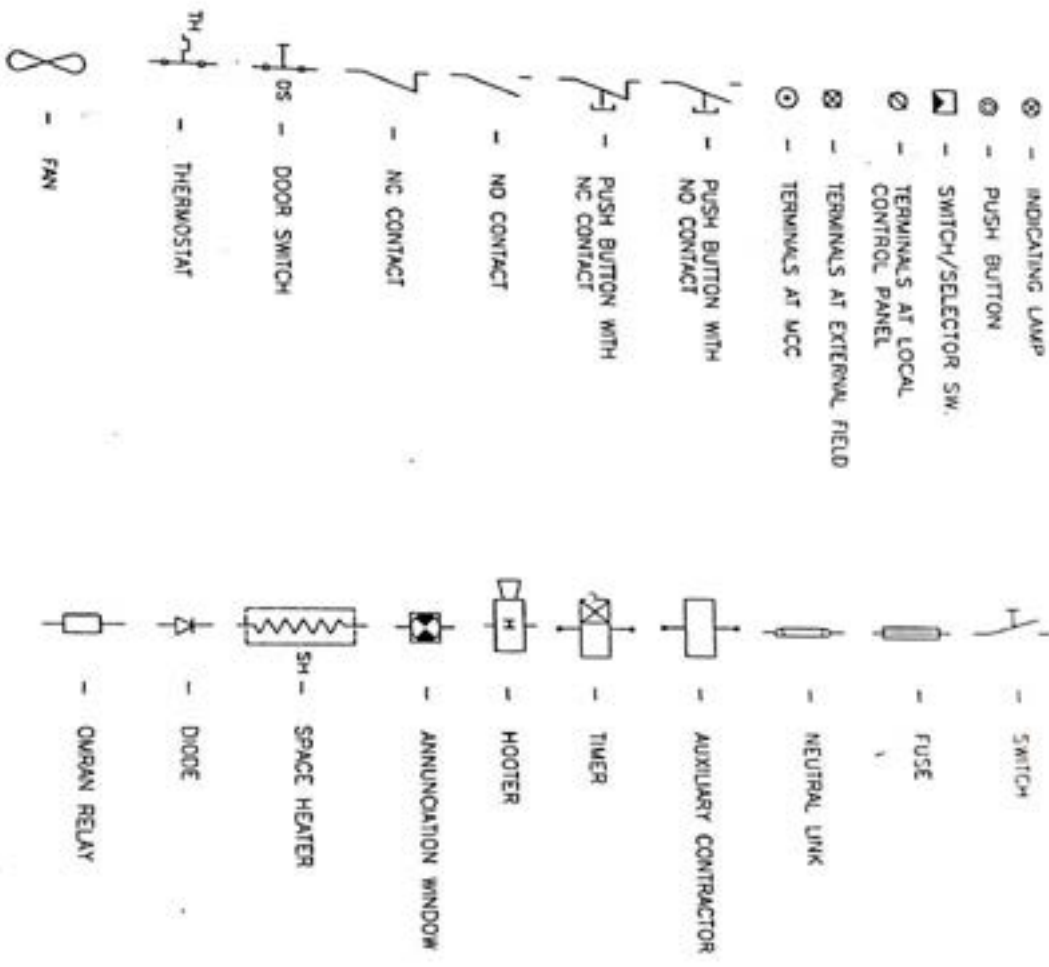 ⊗ - INDICATING LAMP
◎ - PUSH BUTTON
- SWITCH/SELECTOR SW.
⊘ - TERMINALS AT LOCAL
CONTROL PANEL
- TERMINALS AT EXTERNAL FIELD
⊙ - TERMINALS AT MCC
- PUSH BUTTON WITH
NO CONTACT
- PUSH BUTTON WITH
NC CONTACT
- NO CONTACT
- NC CONTACT
DS - DOOR SWITCH
TH - THERMOSTAT
- FAN
- SWITCH
- FUSE
- NEUTRAL LINK
- AUXILIARY CONTRACTOR
- TIMER
H - HOOTER
- ANNUNCIATION WINDOW
SH - SPACE HEATER
- DIODE
- OMRAN RELAY